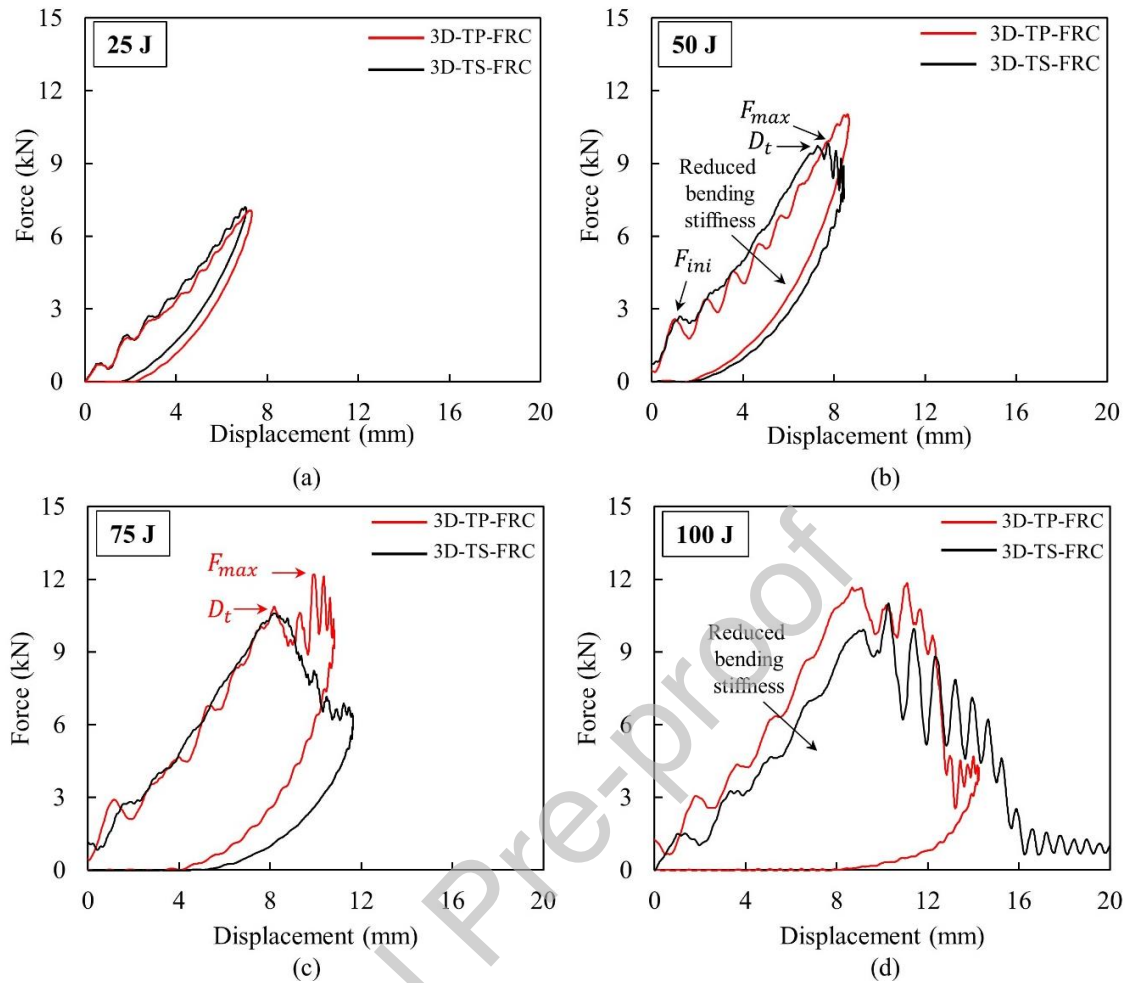 25 J
3D-TP-FRC
3D-TS-FRC
15
12
9
6
3
0
Force (kN)
0 4 8 12 16 20
Displacement (mm)
(a)
50 J
3D-TP-FRC
3D-TS-FRC
15
12
9
6
3
0
Force (kN)
F_max
D_t
Reduced
bending
stiffness
F_ini
0 4 8 12 16 20
Displacement (mm)
(b)
75 J
3D-TP-FRC
3D-TS-FRC
15
12
9
6
3
0
Force (kN)
F_max
D_t
0 4 8 12 16 20
Displacement (mm)
(c)
100 J
3D-TP-FRC
3D-TS-FRC
15
12
9
6
3
0
Force (kN)
Reduced
bending
stiffness
0 4 8 12 16 20
Displacement (mm)
(d)
l Pre-proof